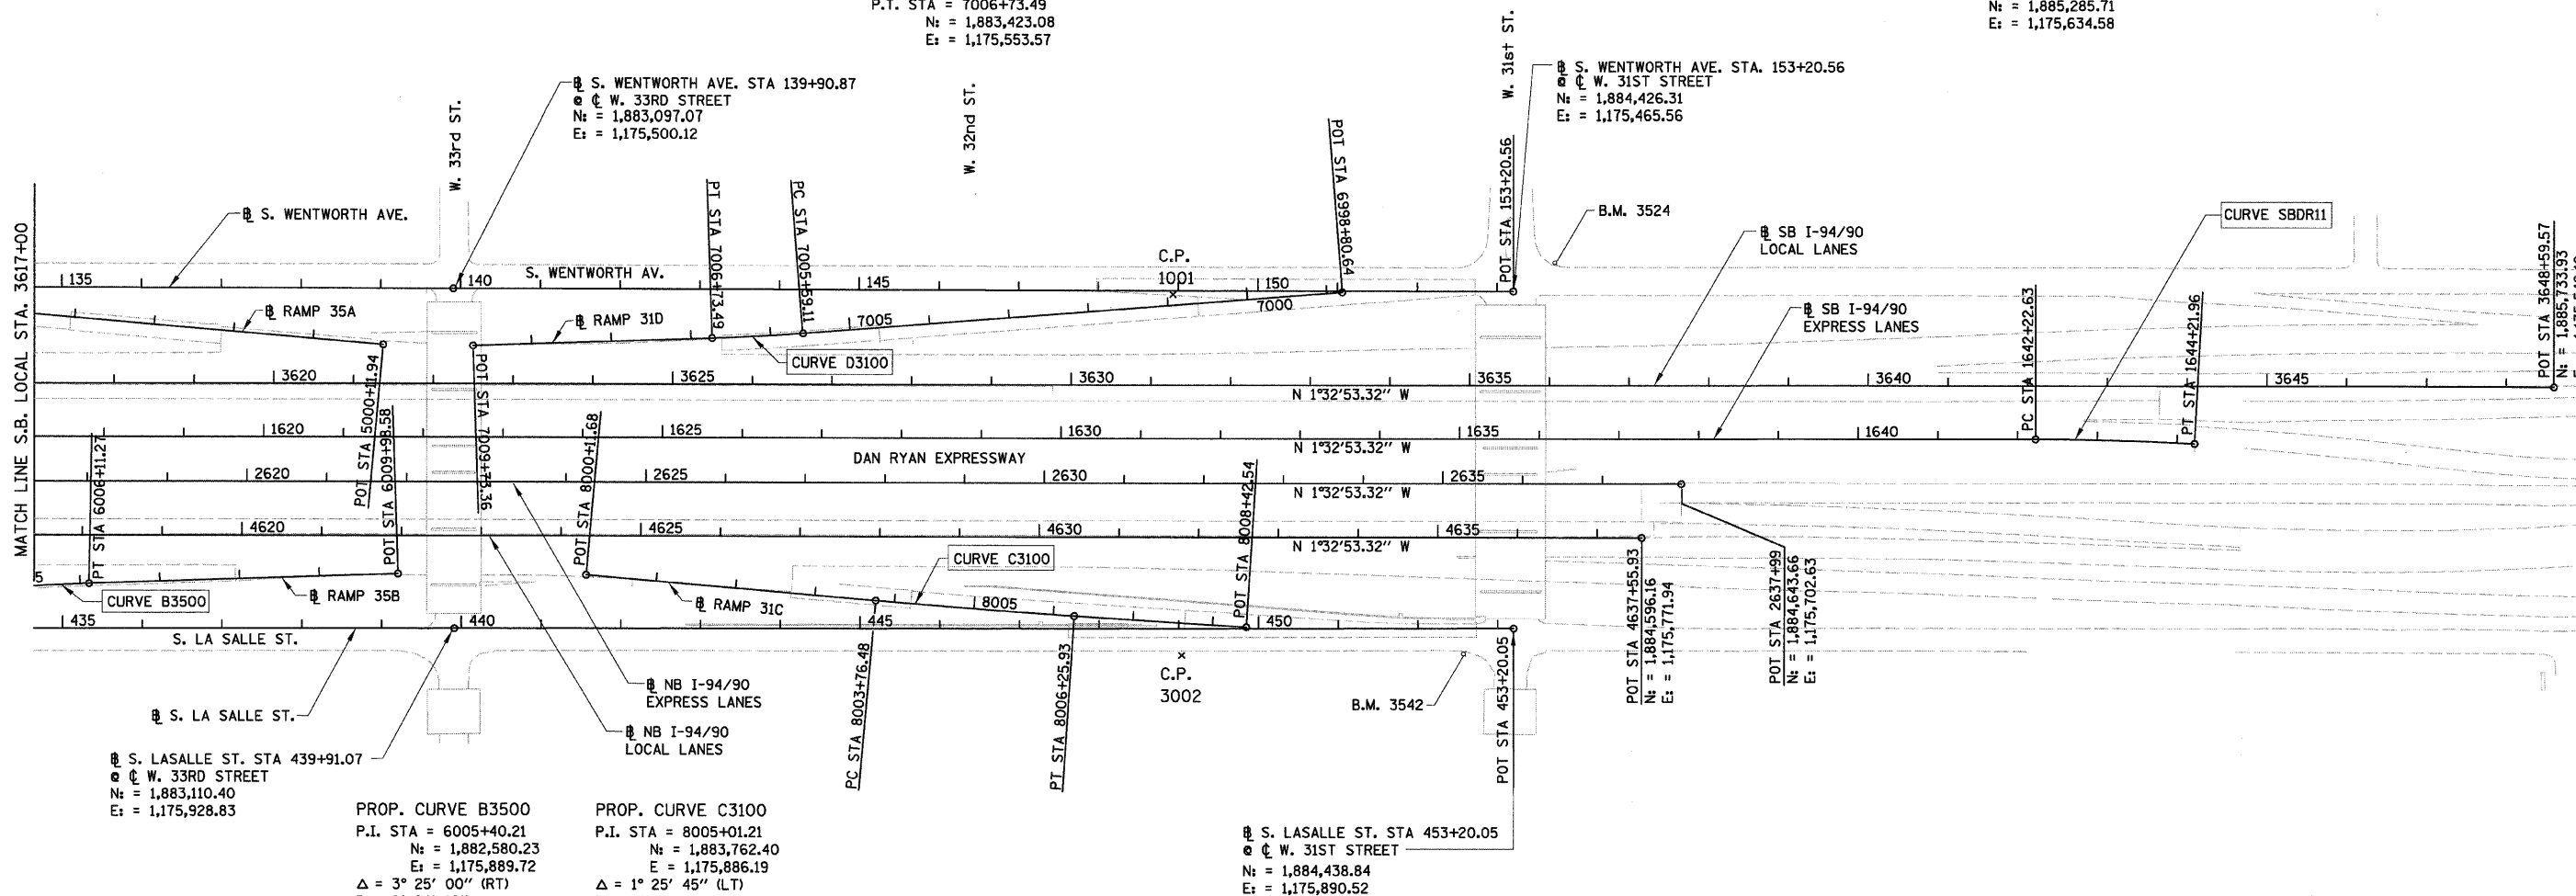 P.T. STA = 7006+73.49
N: = 1,883,423.08
E: = 1,175,553.57
N: = 1,885,285.71
E: = 1,175,634.58
W. 33rd ST.
W. 32nd ST.
W. 31st ST.
℄ S. WENTWORTH AVE. STA 139+90.87
@ ℄ W. 33RD STREET
N: = 1,883,097.07
E: = 1,175,500.12
℄ S. WENTWORTH AVE. STA. 153+20.56
@ ℄ W. 31ST STREET
N: = 1,884,426.31
E: = 1,175,465.56
MATCH LINE S.B. LOCAL STA. 3617+00
℄ S. WENTWORTH AVE.
PT STA 7006+73.49
PC STA 7005+59.11
POT STA 6998+80.64
POT STA 153+20.56
B.M. 3524
℄ SB I-94/90
LOCAL LANES
CURVE SBDR11
POT STA 3648+59.57
N: = 1,885,733.93
135
140
S. WENTWORTH AV.
145
C.P.
1001
150
7000
℄ RAMP 35A
℄ RAMP 31D
7005
CURVE D3100
℄ SB I-94/90
EXPRESS LANES
PC STA 1642+22.63
PT STA 1644+21.96
3620
3625
3630
3635
3640
3645
N 1°32'53.32" W
POT STA 5000+11.94
POT STA 7009+73.36
1620
1625
1630
1635
1640
N 1°32'53.32" W
PT STA 6006+11.27
POT STA 6009+98.58
POT STA 8000+11.68
DAN RYAN EXPRESSWAY
2620
2625
2630
2635
N 1°32'53.32" W
POT STA 8008+42.54
4620
4625
4630
4635
N 1°32'53.32" W
5
CURVE B3500
℄ RAMP 35B
℄ RAMP 31C
CURVE C3100
8005
435
440
445
450
S. LA SALLE ST.
POT STA 4637+55.93
N: = 1,884,596.16
E: = 1,175,771.94
POT STA 2637+99
N: = 1,884,643.66
E: = 1,175,702.63
℄ S. LA SALLE ST.
℄ NB I-94/90
EXPRESS LANES
℄ NB I-94/90
LOCAL LANES
PC STA 8003+76.48
PT STA 8006+25.93
C.P.
3002
B.M. 3542
POT STA 453+20.05
℄ S. LASALLE ST. STA 439+91.07
@ ℄ W. 33RD STREET
N: = 1,883,110.40
E: = 1,175,928.83
PROP. CURVE B3500
P.I. STA = 6005+40.21
N: = 1,882,580.23
E: = 1,175,889.72
Δ = 3° 25' 00" (RT)
PROP. CURVE C3100
P.I. STA = 8005+01.21
N: = 1,883,762.40
E = 1,175,886.19
Δ = 1° 25' 45" (LT)
℄ S. LASALLE ST. STA 453+20.05
@ ℄ W. 31ST STREET
N: = 1,884,438.84
E: = 1,175,890.52